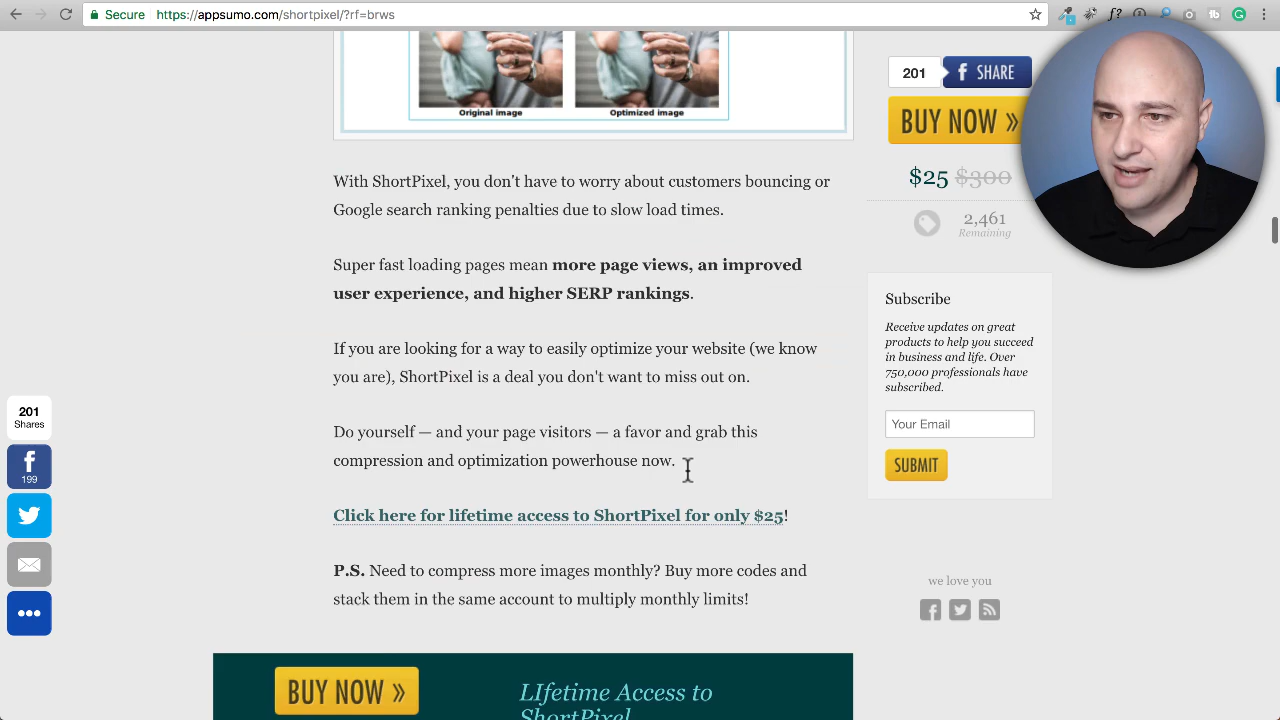 Secure
https://appsumo.com/shortpixel/?rf=brws
Original image
Optimized image
With ShortPixel, you don't have to worry about customers bouncing or
Google search ranking penalties due to slow load times.
Super fast loading pages mean more page views, an improved
user experience, and higher SERP rankings.
If you are looking for a way to easily optimize your website (we know
you are), ShortPixel is a deal you don't want to miss out on.
Do yourself — and your page visitors — a favor and grab this
compression and optimization powerhouse now.
Click here for lifetime access to ShortPixel for only $25!
P.S. Need to compress more images monthly? Buy more codes and
stack them in the same account to multiply monthly limits!
BUY NOW »
LIfetime Access to
ShortPixel
201
SHARE
BUY NOW »
$25 $300
2,461
Remaining
Subscribe
Receive updates on great
products to help you succeed
in business and life. Over
750,000 professionals have
subscribed.
Your Email
SUBMIT
we love you
201
Shares
199